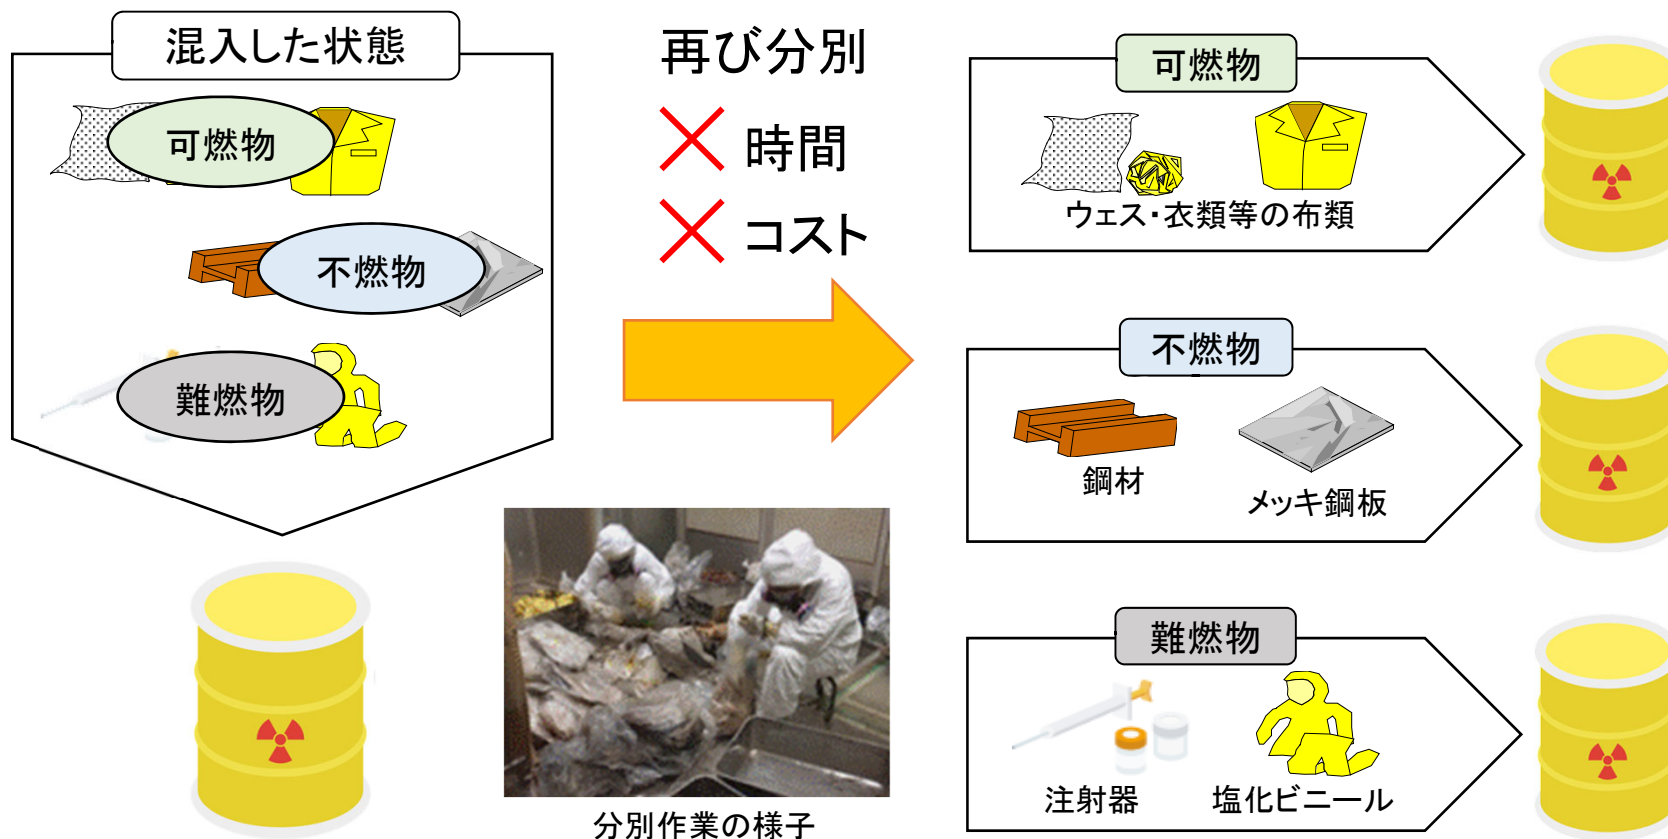 混入した状態
可燃物
不燃物
難燃物
再び分別
時間
コスト
分別作業の様子
可燃物
ウェス・衣類等の布類
不燃物
鋼材
メッキ鋼板
難燃物
注射器
塩化ビニール